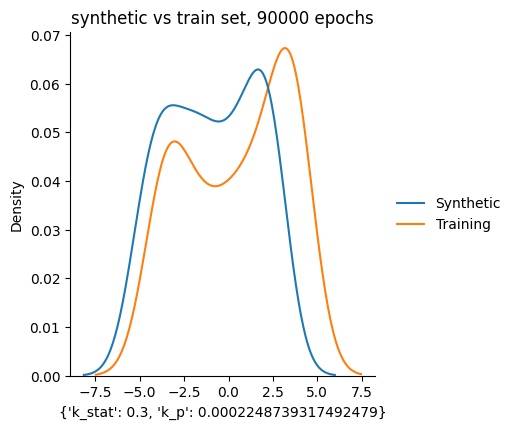 synthetic vs train set, 90000 epochs
0.07
0.06
0.05
0.04
0.03
0.02
0.01
0.00
Density
−7.5 −5.0 −2.5 0.0 2.5 5.0 7.5
{'k_stat': 0.3, 'k_p': 0.0002248739317492479}
Synthetic
Training